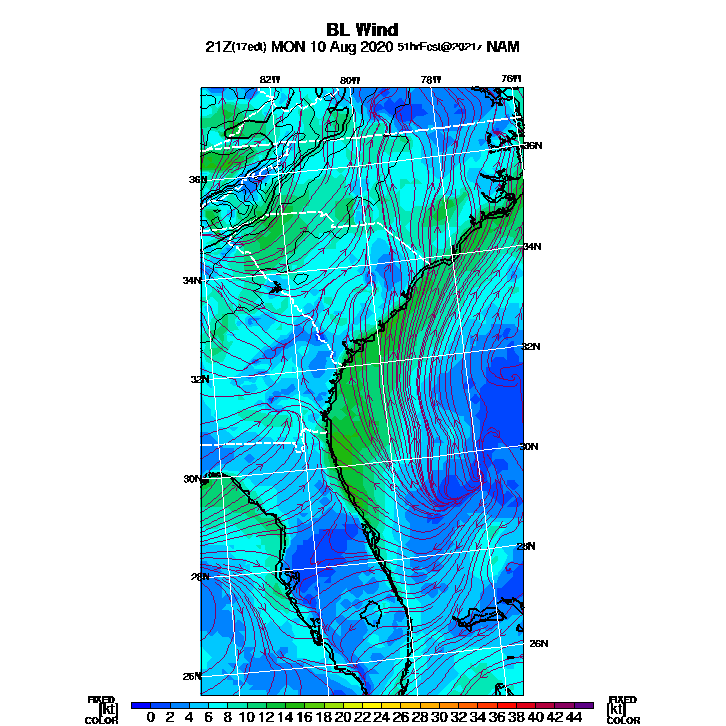 BL Wind
21Z(17edt) MON 10 Aug 2020 51hrFcst@2021z NAM
82W 80W 78W 76W
36N
36N
34N
34N
32N
32N
30N
30N
28N
28N
26N
26N
FIXED FIXED
[kt] 0 2 4 6 8 10 12 14 16 18 20 22 24 26 28 30 32 34 36 38 40 42 44 [kt]
COLOR COLOR